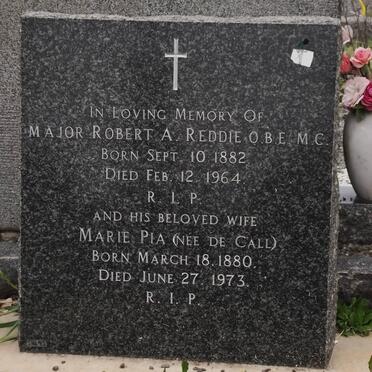 IN LOVING MEMORY OF
MAJOR ROBERT A. REDDIE O.B.E. M.C.
BORN SEPT. 10 1882
DIED FEB. 12. 1964
R. I. P.
AND HIS BELOVED WIFE
MARIE PIA (NEE DE CALL)
BORN MARCH 18. 1880.
DIED JUNE 27 1973.
R. I. P.